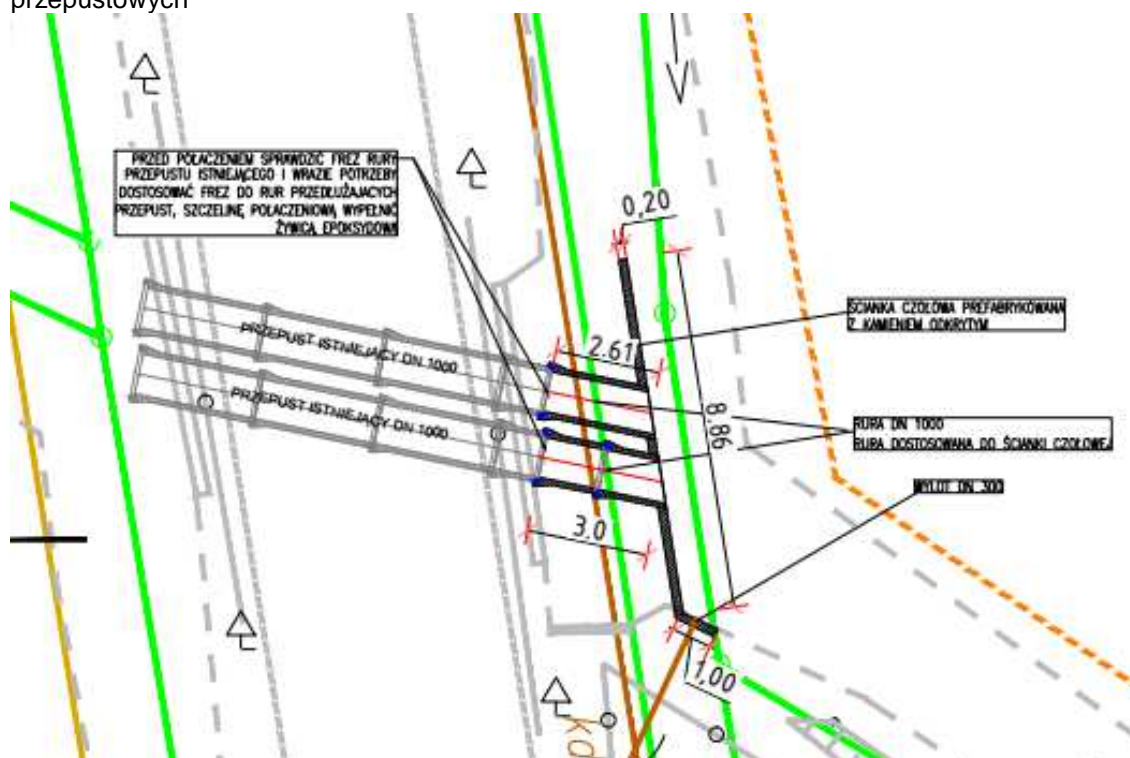 przepustowych
PRZED POŁĄCZENIEM SPRAWDZIĆ FREZ RURY
PRZEPUSTU ISTNIEJĄCEGO I WRAZIE POTRZEBY
DOSTOSOWAĆ FREZ DO RUR PRZEDŁUŻAJĄCYCH
PRZEPUST, SZCZELINĘ POŁĄCZENIOWĄ WYPEŁNIĆ
ŻYWICĄ EPOKSYDOWĄ
0,20
ŚCIANKA CZOŁOWA PREFABRYKOWANA
Z KAMIENIEM ODKRYTYM
PRZEPUST ISTNIEJĄCY DN 1000
2.61
PRZEPUST ISTNIEJĄCY DN 1000
8,86
RURA DN 1000
RURA DOSTOSOWANA DO ŚCIANKI CZOŁOWEJ
WYLOT DN 300
3.0
1,00
kd